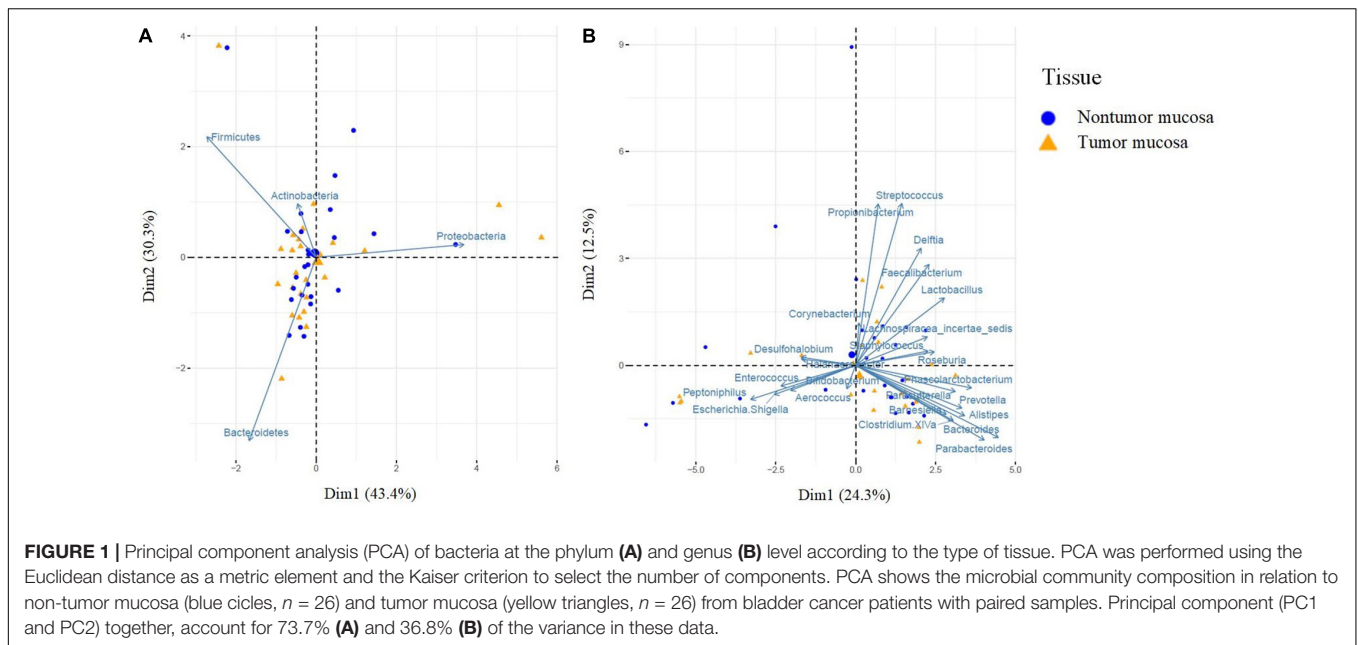 A
B
4
2
0
−2
−2
0
2
4
6
Dim2 (30.3%)
Dim1 (43.4%)
Firmicutes
Actinobacteria
Proteobacteria
Bacteroidetes
9
6
3
0
−5.0
−2.5
0.0
2.5
5.0
Dim2 (12.5%)
Dim1 (24.3%)
Streptococcus
Propionibacterium
Delftia
Faecalibacterium
Lactobacillus
Corynebacterium
Lachnospiracea_incertae_sedis
Staphylococcus
Desulfohalobium
Roseburia
Enterococcus
Bifidobacterium
Phascolarctobacterium
Peptoniphilus
Aerococcus
Parasutterella
Prevotella
Escherichia.Shigella
Barnesiella
Alistipes
Clostridium.XIVa
Bacteroides
Parabacteroides
Tissue
Nontumor mucosa
Tumor mucosa
FIGURE 1 | Principal component analysis (PCA) of bacteria at the phylum (A) and genus (B) level according to the type of tissue. PCA was performed using the
Euclidean distance as a metric element and the Kaiser criterion to select the number of components. PCA shows the microbial community composition in relation to
non-tumor mucosa (blue cicles, n = 26) and tumor mucosa (yellow triangles, n = 26) from bladder cancer patients with paired samples. Principal component (PC1
and PC2) together, account for 73.7% (A) and 36.8% (B) of the variance in these data.